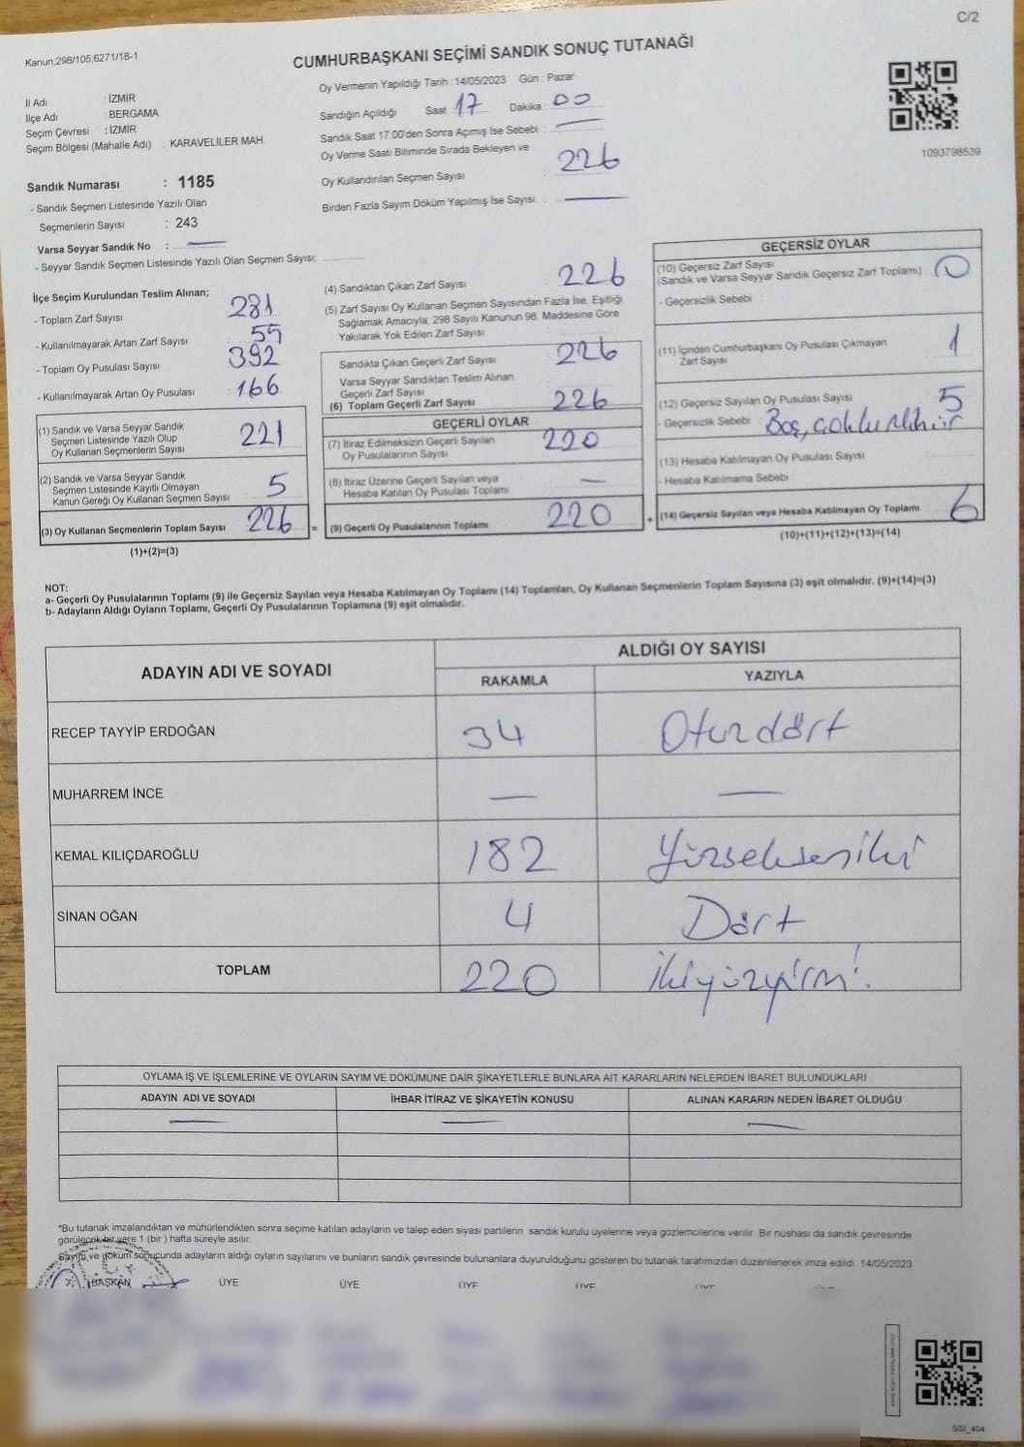 C/2
Kanun,298/105,6271/18-1
CUMHURBAŞKANI SEÇİMİ SANDIK SONUÇ TUTANAĞI
İl Adı : İZMİR
İlçe Adı : BERGAMA
Seçim Çevresi : İZMİR
Seçim Bölgesi (Mahalle Adı) : KARAVELİLER MAH
Sandık Numarası : 1185
- Sandık Seçmen Listesinde Yazılı Olan
Seçmenlerin Sayısı : 243
Varsa Seyyar Sandık No : —
- Seyyar Sandık Seçmen Listesinde Yazılı Olan Seçmen Sayısı:
Oy Vermenin Yapıldığı Tarih : 14/05/2023 Gün : Pazar
Sandığın Açıldığı Saat 17 Dakika 00
Sandık Saat 17.00'den Sonra Açımış İse Sebebi : —
Oy Verme Saati Bitiminde Sırada Bekleyen ve
Oy Kullandırılan Seçmen Sayısı : 226
Birden Fazla Sayım Döküm Yapılmış İse Sayısı : —
1093798639
İlçe Seçim Kurulundan Teslim Alınan;
- Toplam Zarf Sayısı 281
- Kullanılmayarak Artan Zarf Sayısı 55
- Toplam Oy Pusulası Sayısı 392
- Kullanılmayarak Artan Oy Pusulası 166
(1) Sandık ve Varsa Seyyar Sandık
Seçmen Listesinde Yazılı Olup
Oy Kullanan Seçmenlerin Sayısı 221
(2) Sandık ve Varsa Seyyar Sandık
Seçmen Listesinde Kayıtlı Olmayan
Kanun Gereği Oy Kullanan Seçmen Sayısı 5
(3) Oy Kullanan Seçmenlerin Toplam Sayısı 226 =
(1)+(2)=(3)
(4) Sandıktan Çıkan Zarf Sayısı 226
(5) Zarf Sayısı Oy Kullanan Seçmen Sayısından Fazla İse, Eşitliği
Sağlamak Amacıyla, 298 Sayılı Kanunun 98. Maddesine Göre
Yakılarak Yok Edilen Zarf Sayısı
Sandıkta Çıkan Geçerli Zarf Sayısı 226
Varsa Seyyar Sandıktan Teslim Alınan
Geçerli Zarf Sayısı
(6) Toplam Geçerli Zarf Sayısı 226
GEÇERLİ OYLAR
(7) İtiraz Edilmeksizin Geçerli Sayılan
Oy Pusulalarının Sayısı 220
(8) İtiraz Üzerine Geçerli Sayılan veya
Hesaba Katılan Oy Pusulası Toplamı —
(9) Geçerli Oy Pusulalarının Toplamı 220 +
GEÇERSİZ OYLAR
(10) Geçersiz Zarf Sayısı
(Sandık ve Varsa Seyyar Sandık Geçersiz Zarf Toplamı) 0
- Geçersizlik Sebebi :
(11) İçinden Cumhurbaşkanı Oy Pusulası Çıkmayan
Zarf Sayısı 1
(12) Geçersiz Sayılan Oy Pusulası Sayısı 5
- Geçersizlik Sebebi: Boş,
(13) Hesaba Katılmayan Oy Pusulası Sayısı
- Hesaba Katılmama Sebebi
(14) Geçersiz Sayılan veya Hesaba Katılmayan Oy Toplamı 6
(10)+(11)+(12)+(13)=(14)
NOT:
a- Geçerli Oy Pusulalarının Toplamı (9) ile Geçersiz Sayılan veya Hesaba Katılmayan Oy Toplamı (14) Toplamları, Oy Kullanan Seçmenlerin Toplam Sayısına (3) eşit olmalıdır. (9)+(14)=(3)
b- Adayların Aldığı Oyların Toplamı, Geçerli Oy Pusulalarının Toplamına (9) eşit olmalıdır.
ADAYIN ADI VE SOYADI ALDIĞI OY SAYISI
RAKAMLA YAZIYLA
RECEP TAYYİP ERDOĞAN 34 Otuzdört
MUHARREM İNCE — —
KEMAL KILIÇDAROĞLU 182 Yüzsekseniki
SİNAN OĞAN 4 Dört
TOPLAM 220 İkiyüzyirmi
OYLAMA İŞ VE İŞLEMLERİNE VE OYLARIN SAYIM VE DÖKÜMÜNE DAİR ŞİKAYETLERLE BUNLARA AİT KARARLARIN NELERDEN İBARET BULUNDUKLARI
ADAYIN ADI VE SOYADI İHBAR İTİRAZ VE ŞİKAYETİN KONUSU ALINAN KARARIN NEDEN İBARET OLDUĞU
— — —
*Bu tutanak imzalandıktan ve mühürlendikten sonra seçime katılan adayların ve talep eden siyasi partilerin sandık kurulu üyelerine veya gözlemcilerine verilir. Bir nüshası da sandık çevresinde
görülecek bir yere 1 (bir) hafta süreyle asılır.
Sayım ve döküm sonucunda adayların aldığı oyların sayılarını ve bunların sandık çevresinde bulunanlara duyurulduğunu gösteren bu tutanak tarafımızdan düzenlenerek imza edildi. 14/05/2023
BAŞKAN ÜYE ÜYE ÜYE ÜYE ÜYE
SSI_404